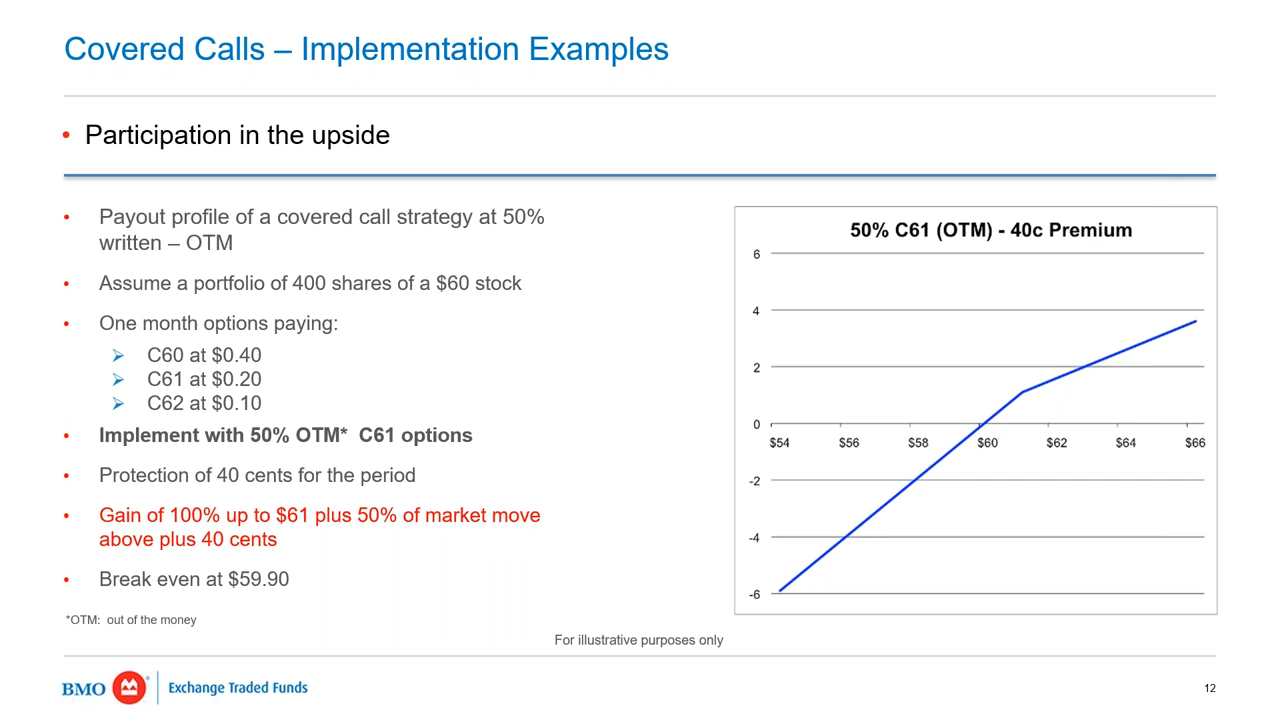 Covered Calls – Implementation Examples
• Participation in the upside
• Payout profile of a covered call strategy at 50%
written – OTM
• Assume a portfolio of 400 shares of a $60 stock
• One month options paying:
➢ C60 at $0.40
➢ C61 at $0.20
➢ C62 at $0.10
• Implement with 50% OTM* C61 options
• Protection of 40 cents for the period
• Gain of 100% up to $61 plus 50% of market move
above plus 40 cents
• Break even at $59.90
*OTM: out of the money
50% C61 (OTM) - 40c Premium
6
4
2
0
$54 $56 $58 $60 $62 $64 $66
-2
-4
-6
For illustrative purposes only
BMO Exchange Traded Funds
12